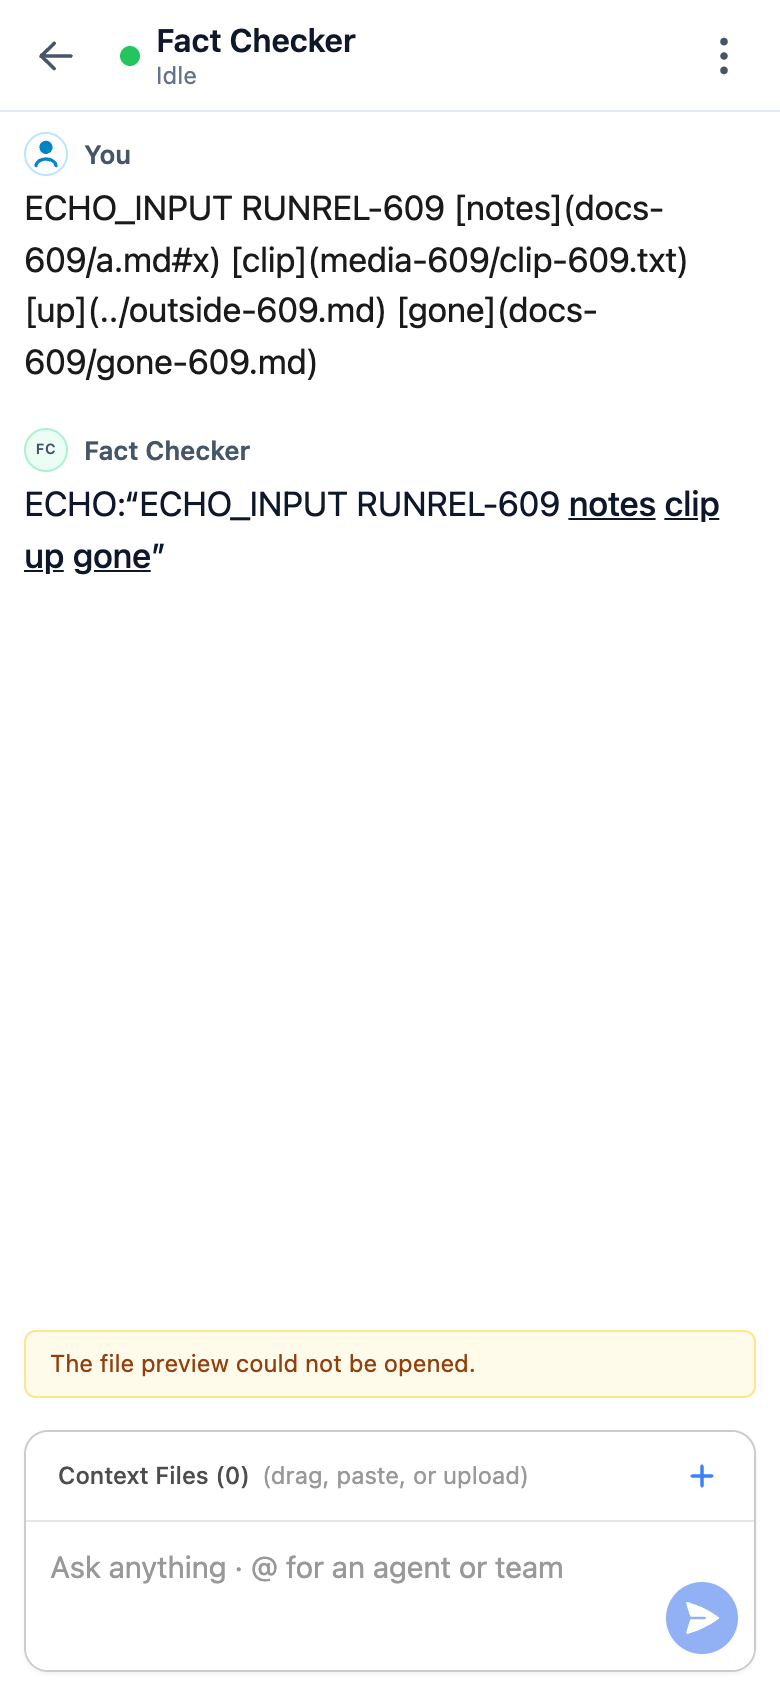 Fact Checker
Idle
You
ECHO_INPUT RUNREL-609 [notes](docs-
609/a.md#x) [clip](media-609/clip-609.txt)
[up](../outside-609.md) [gone](docs-
609/gone-609.md)
FC
Fact Checker
ECHO:“ECHO_INPUT RUNREL-609 notes clip
up gone”
The file preview could not be opened.
Context Files (0) (drag, paste, or upload)
Ask anything · @ for an agent or team